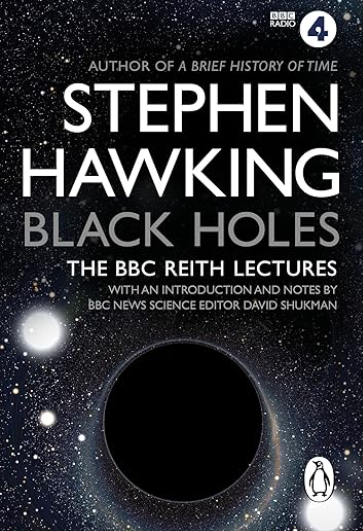 BBC
RADIO
4
AUTHOR OF A BRIEF HISTORY OF TIME
STEPHEN
HAWKING
BLACK HOLES
THE BBC REITH LECTURES
WITH AN INTRODUCTION AND NOTES BY
BBC NEWS SCIENCE EDITOR DAVID SHUKMAN